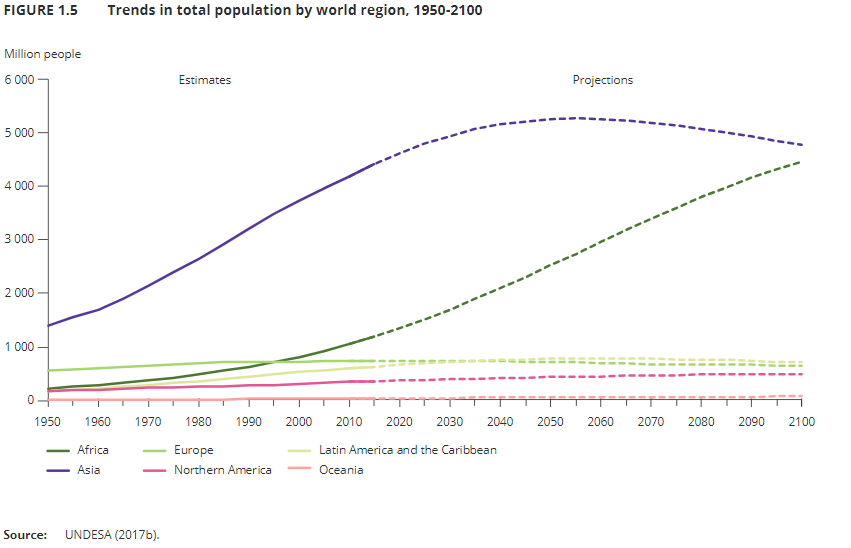 FIGURE 1.5 Trends in total population by world region, 1950-2100
Million people
Estimates Projections
6 000
5 000
4 000
3 000
2 000
1 000
0
1950 1960 1970 1980 1990 2000 2010 2020 2030 2040 2050 2060 2070 2080 2090 2100
Africa Europe Latin America and the Caribbean
Asia Northern America Oceania
Source: UNDESA (2017b).